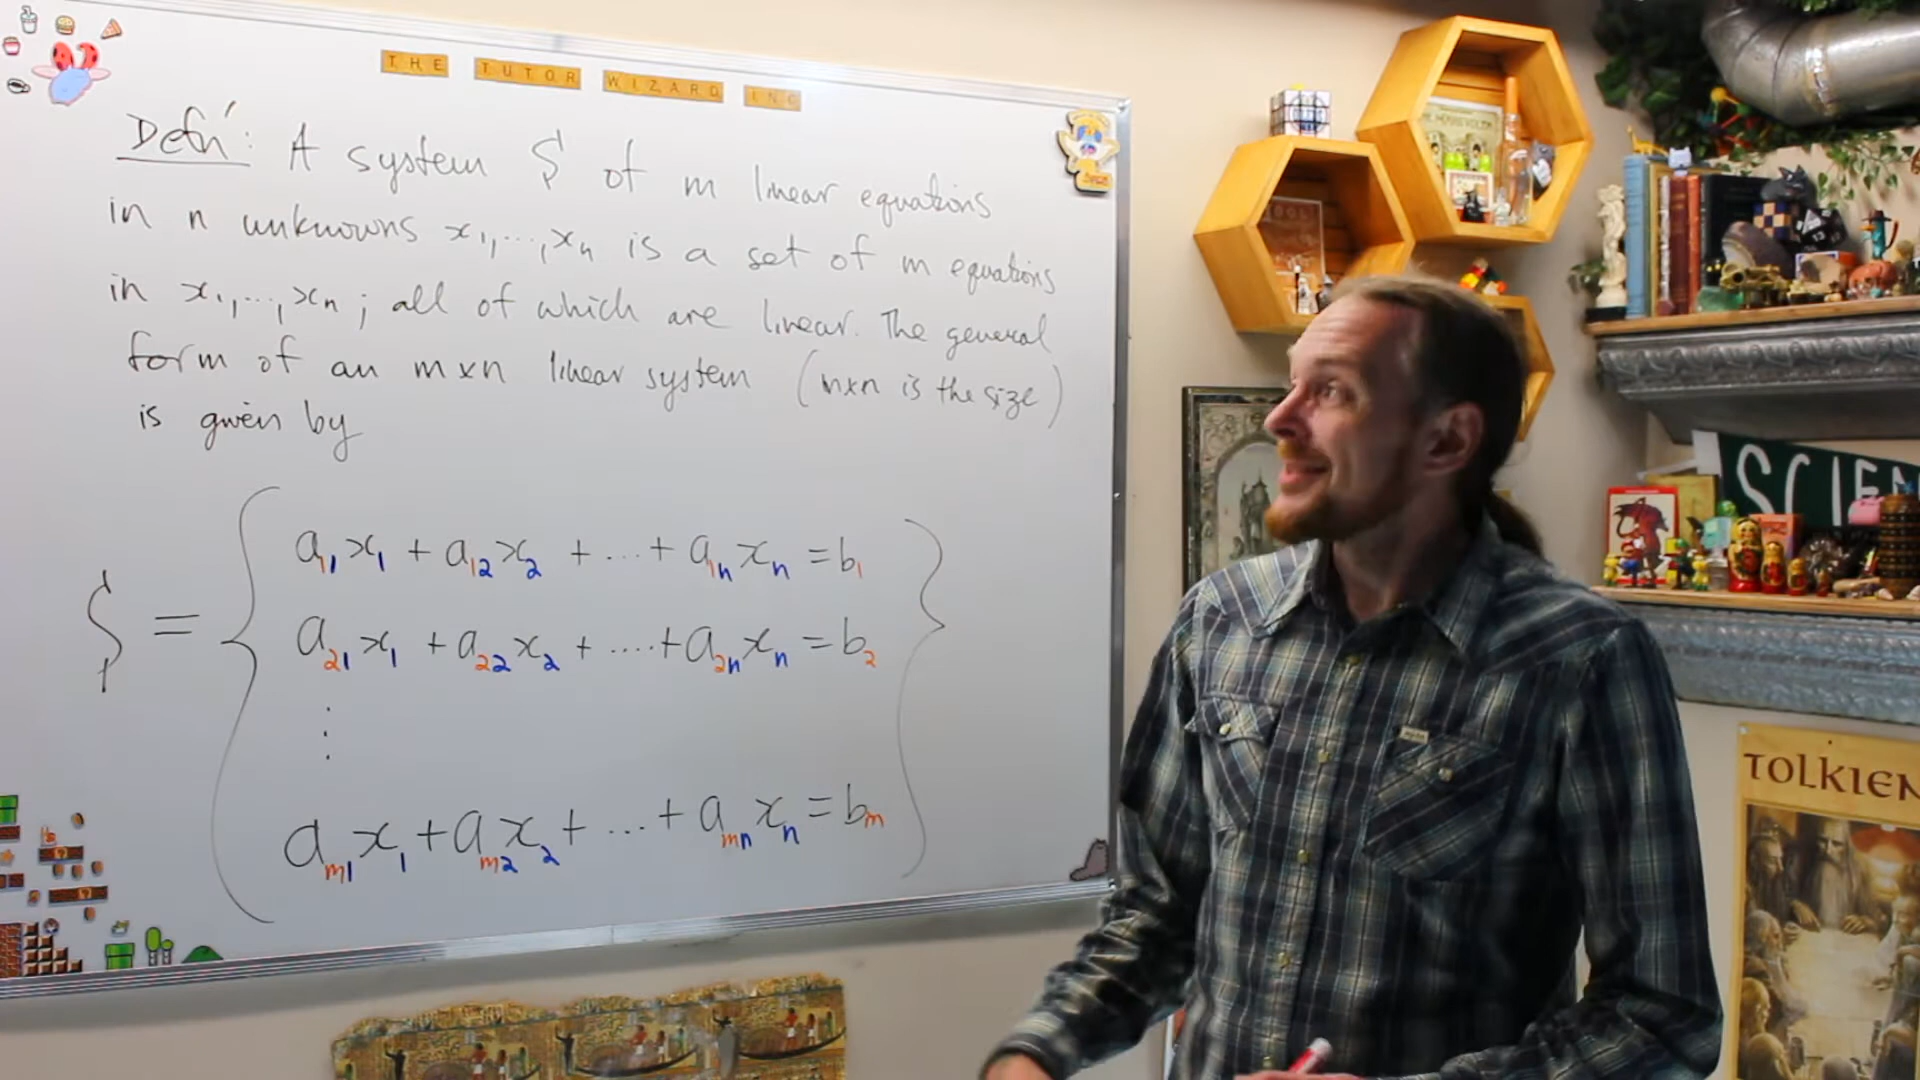 THE TUTOR WIZARD INC
Defn': A system S of m linear equations
in n unknowns x₁,...,xₙ is a set of m equations
in x₁,...,xₙ; all of which are linear. The general
form of an m×n linear system (m×n is the size)
is given by
a₁₁x₁ + a₁₂x₂ + ... + a₁ₙxₙ = b₁
S = { a₂₁x₁ + a₂₂x₂ + .... + a₂ₙxₙ = b₂ }
⋮
aₘ₁x₁ + aₘ₂x₂ + ... + aₘₙxₙ = bₘ
SCIEN
TOLKIEN